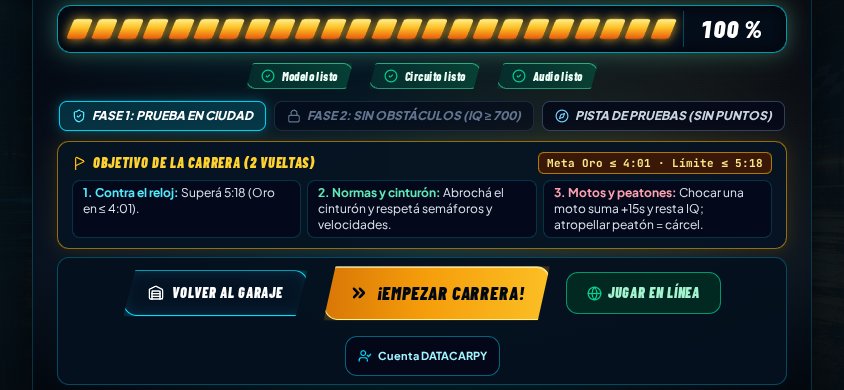 100 %
Modelo listo
Circuito listo
Audio listo
FASE 1: PRUEBA EN CIUDAD
FASE 2: SIN OBSTÁCULOS (IQ ≥ 700)
PISTA DE PRUEBAS (SIN PUNTOS)
OBJETIVO DE LA CARRERA (2 VUELTAS)
Meta Oro ≤ 4:01 · Límite ≤ 5:18
1. Contra el reloj: Superá 5:18 (Oro
en ≤ 4:01).
2. Normas y cinturón: Abrochá el
cinturón y respetá semáforos y
velocidades.
3. Motos y peatones: Chocar una
moto suma +15s y resta IQ;
atropellar peatón = cárcel.
VOLVER AL GARAJE
¡EMPEZAR CARRERA!
JUGAR EN LÍNEA
Cuenta DATACARPY